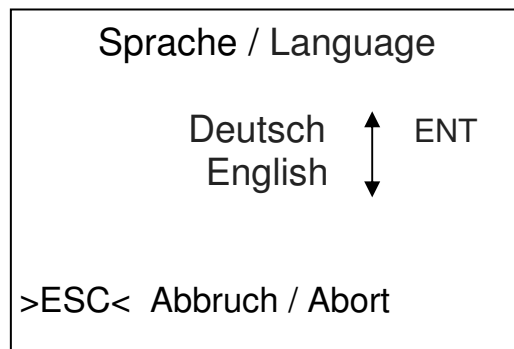 Sprache / Language
Deutsch ENT
English
>ESC< Abbruch / Abort